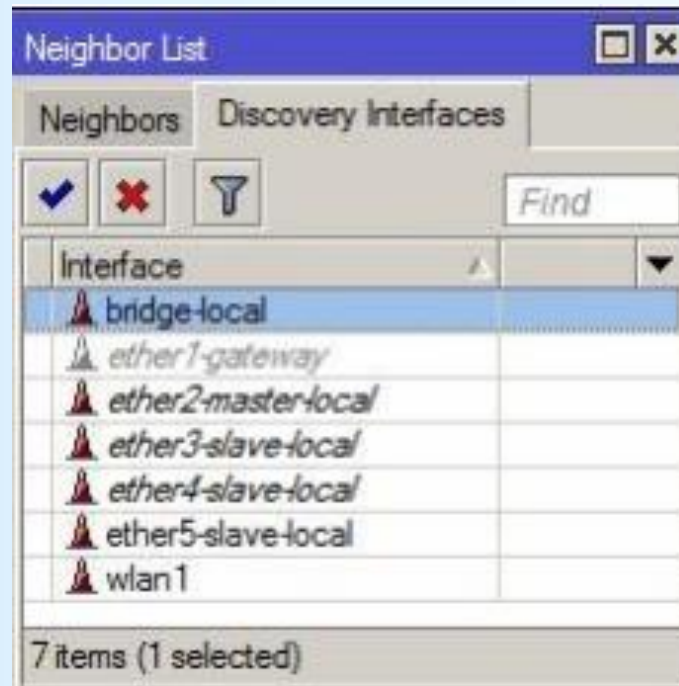 Neighbor List
Neighbors Discovery Interfaces
Find
Interface
bridge-local
ether1-gateway
ether2-master-local
ether3-slave-local
ether4-slave-local
ether5-slave-local
wlan1
7 items (1 selected)